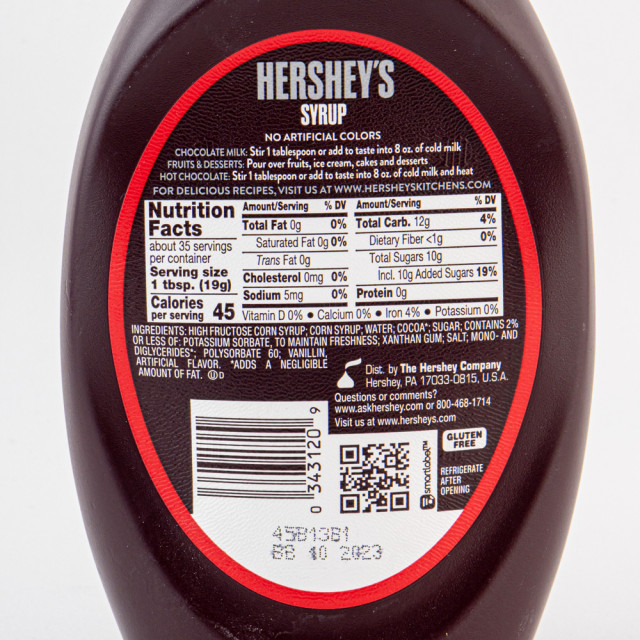 HERSHEY'S
SYRUP
NO ARTIFICIAL COLORS
CHOCOLATE MILK: Stir 1 tablespoon or add to taste into 8 oz. of cold milk
FRUITS & DESSERTS: Pour over fruits, ice cream, cakes and desserts
HOT CHOCOLATE: Stir 1 tablespoon or add to taste into 8 oz. of cold milk and heat
FOR DELICIOUS RECIPES, VISIT US AT WWW.HERSHEYSKITCHENS.COM
Nutrition
Facts
about 35 servings
per container
Serving size
1 tbsp. (19g)
Calories
per serving 45
Amount/Serving % DV
Total Fat 0g 0%
Saturated Fat 0g 0%
Trans Fat 0g
Cholesterol 0mg 0%
Sodium 5mg 0%
Amount/Serving % DV
Total Carb. 12g 4%
Dietary Fiber <1g 0%
Total Sugars 10g
Incl. 10g Added Sugars 19%
Protein 0g
Vitamin D 0% • Calcium 0% • Iron 4% • Potassium 0%
INGREDIENTS: HIGH FRUCTOSE CORN SYRUP; CORN SYRUP; WATER; COCOA*; SUGAR; CONTAINS 2%
OR LESS OF: POTASSIUM SORBATE, TO MAINTAIN FRESHNESS; XANTHAN GUM; SALT; MONO- AND
DIGLYCERIDES*; POLYSORBATE 60; VANILLIN,
ARTIFICIAL FLAVOR. *ADDS A NEGLIGIBLE
AMOUNT OF FAT. Ⓤ D
Dist. by The Hershey Company
Hershey, PA 17033-0815, U.S.A.
Questions or comments?
www.askhershey.com or 800-468-1714
Visit us at www.hersheys.com
0 343120 9
smartlabel™
GLUTEN
FREE
REFRIGERATE
AFTER
OPENING
45B13B1
BB 10 2023